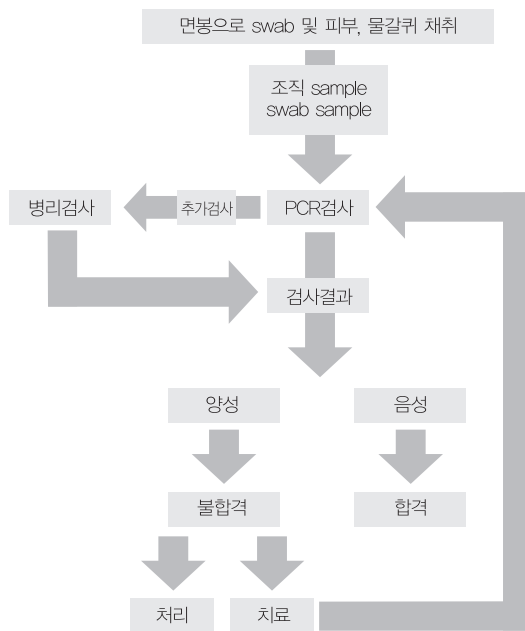 면봉으로 swab 및 피부, 물갈퀴 채취
조직 sample
swab sample
병리검사
추가검사
PCR검사
검사결과
양성
음성
불합격
합격
처리
치료